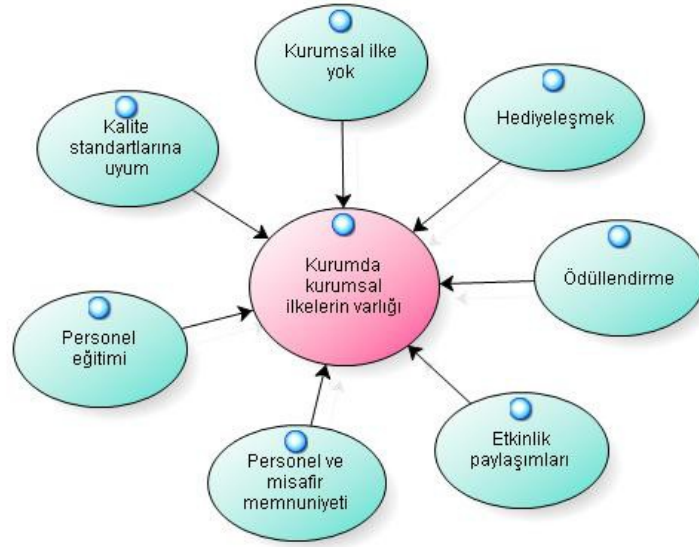 Kurumsal ilke
yok
Hediyeleşmek
Kalite
standartlarına
uyum
Kurumda
kurumsal
ilkelerin varlığı
Ödüllendirme
Personel
eğitimi
Etkinlik
paylaşımları
Personel ve
misafir
memnuniyeti